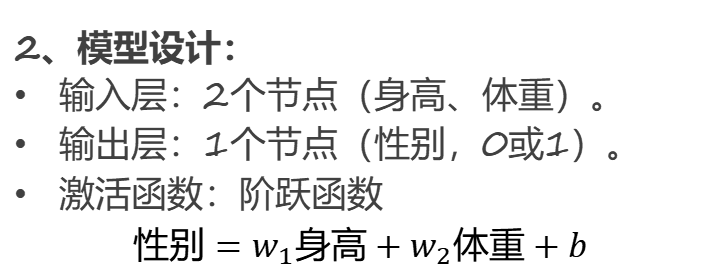 2、模型设计：
• 输入层：2个节点（身高、体重）。
• 输出层：1个节点（性别，0或1）。
• 激活函数：阶跃函数
性别 = w₁身高 + w₂体重 + b